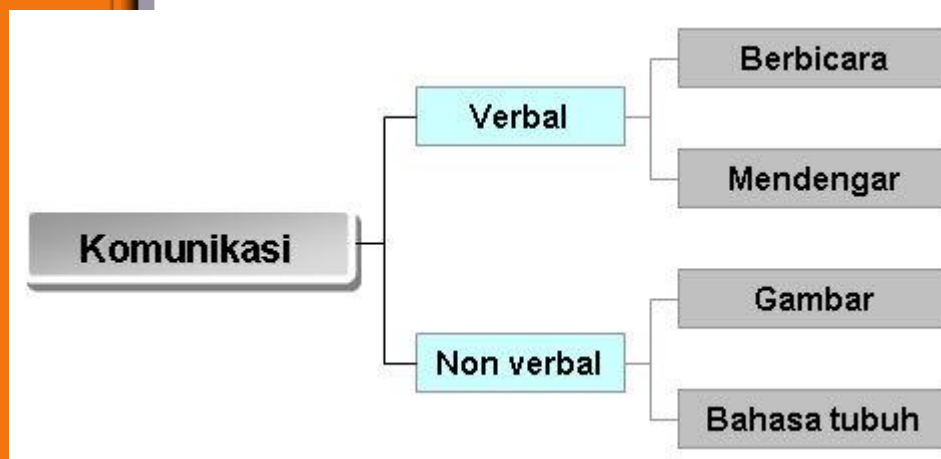 Komunikasi
Verbal
Berbicara
Mendengar
Non verbal
Gambar
Bahasa tubuh